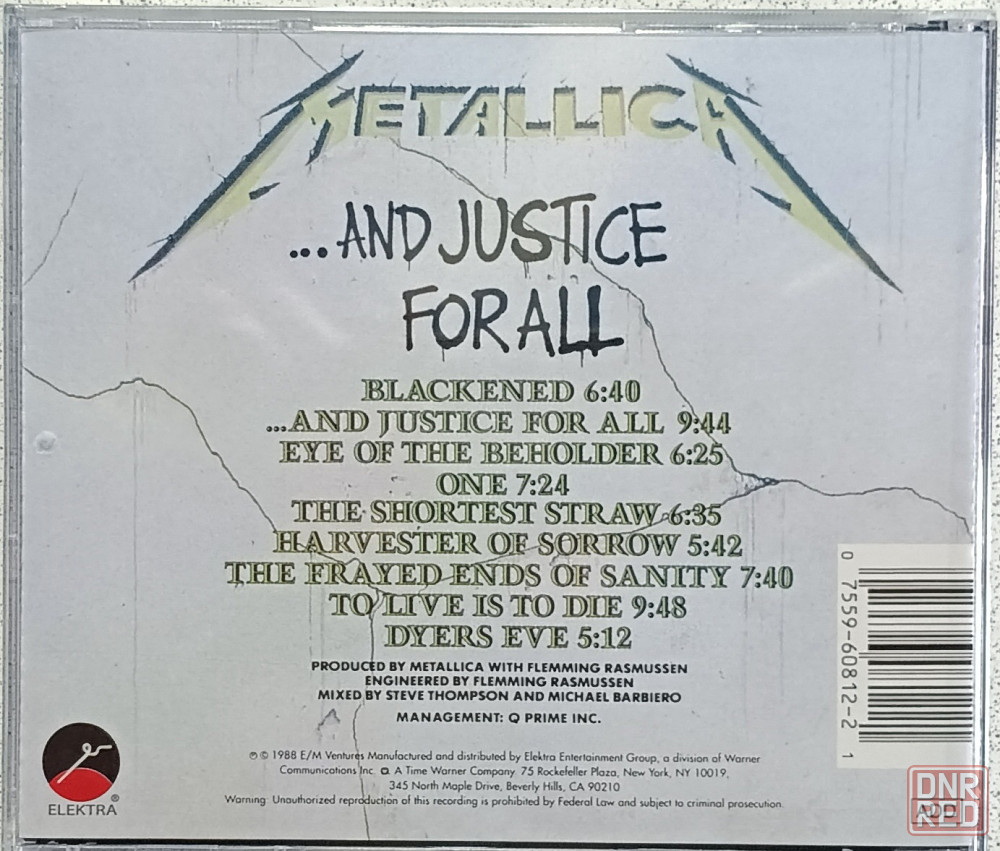 METALLICA
...AND JUSTICE
FOR ALL
BLACKENED 6:40
...AND JUSTICE FOR ALL 9:44
EYE OF THE BEHOLDER 6:25
ONE 7:24
THE SHORTEST STRAW 6:35
HARVESTER OF SORROW 5:42
THE FRAYED ENDS OF SANITY 7:40
TO LIVE IS TO DIE 9:48
DYERS EVE 5:12
PRODUCED BY METALLICA WITH FLEMMING RASMUSSEN
ENGINEERED BY FLEMMING RASMUSSEN
MIXED BY STEVE THOMPSON AND MICHAEL BARBIERO
MANAGEMENT: Q PRIME INC.
℗ © 1988 E/M Ventures Manufactured and distributed by Elektra Entertainment Group, a division of Warner
Communications Inc. A Time Warner Company. 75 Rockefeller Plaza, New York, NY 10019,
345 North Maple Drive, Beverly Hills, CA 90210
Warning: Unauthorized reproduction of this recording is prohibited by Federal Law and subject to criminal prosecution.
ELEKTRA®
0 7559-60812-2 1
DNR
RED